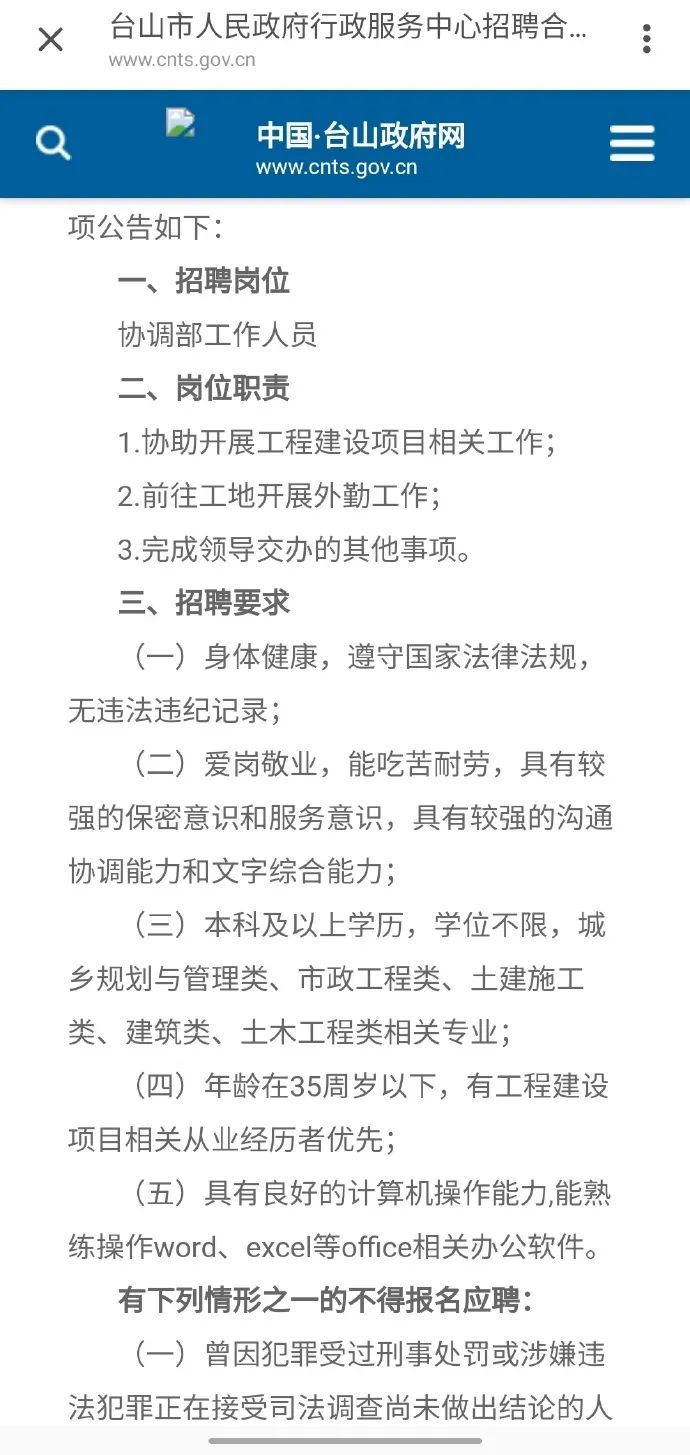 台山市人民政府行政服务中心招聘合...
www.cnts.gov.cn
中国·台山政府网
www.cnts.gov.cn
项公告如下：
一、招聘岗位
协调部工作人员
二、岗位职责
1.协助开展工程建设项目相关工作；
2.前往工地开展外勤工作；
3.完成领导交办的其他事项。
三、招聘要求
（一）身体健康，遵守国家法律法规，
无违法违纪记录；
（二）爱岗敬业，能吃苦耐劳，具有较
强的保密意识和服务意识，具有较强的沟通
协调能力和文字综合能力；
（三）本科及以上学历，学位不限，城
乡规划与管理类、市政工程类、土建施工
类、建筑类、土木工程类相关专业；
（四）年龄在35周岁以下，有工程建设
项目相关从业经历者优先；
（五）具有良好的计算机操作能力,能熟
练操作word、excel等office相关办公软件。
有下列情形之一的不得报名应聘：
（一）曾因犯罪受过刑事处罚或涉嫌违
法犯罪正在接受司法调查尚未做出结论的人